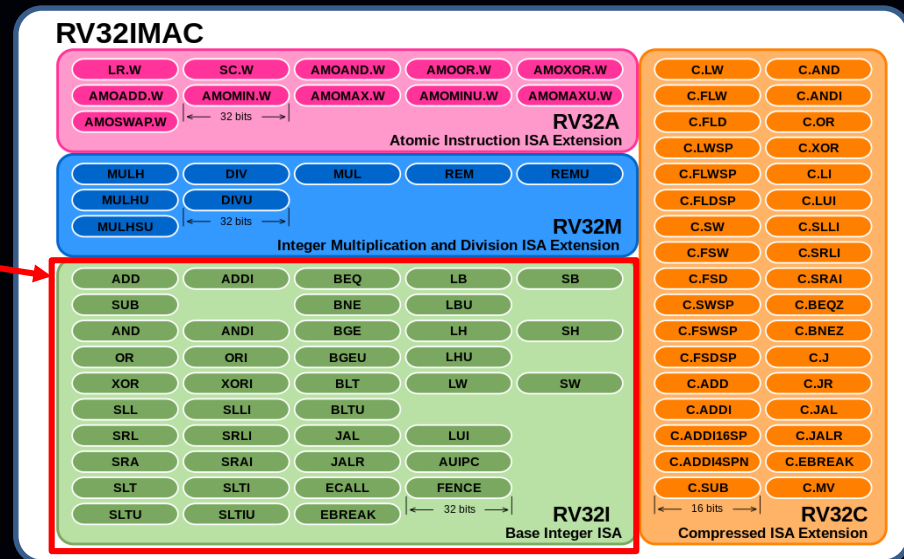 RV32IMAC
LR.W SC.W AMOAND.W AMOOR.W AMOXOR.W
AMOADD.W AMOMIN.W AMOMAX.W AMOMINU.W AMOMAXU.W
AMOSWAP.W 32 bits RV32A
Atomic Instruction ISA Extension
MULH DIV MUL REM REMU
MULHU DIVU
MULHSU 32 bits RV32M
Integer Multiplication and Division ISA Extension
ADD ADDI BEQ LB SB
SUB BNE LBU
AND ANDI BGE LH SH
OR ORI BGEU LHU
XOR XORI BLT LW SW
SLL SLLI BLTU
SRL SRLI JAL LUI
SRA SRAI JALR AUIPC
SLT SLTI ECALL FENCE
SLTU SLTIU EBREAK 32 bits RV32I
Base Integer ISA
C.LW C.AND
C.FLW C.ANDI
C.FLD C.OR
C.LWSP C.XOR
C.FLWSP C.LI
C.FLDSP C.LUI
C.SW C.SLLI
C.FSW C.SRLI
C.FSD C.SRAI
C.SWSP C.BEQZ
C.FSWSP C.BNEZ
C.FSDSP C.J
C.ADD C.JR
C.ADDI C.JAL
C.ADDI16SP C.JALR
C.ADDI4SPN C.EBREAK
C.SUB C.MV
16 bits RV32C
Compressed ISA Extension